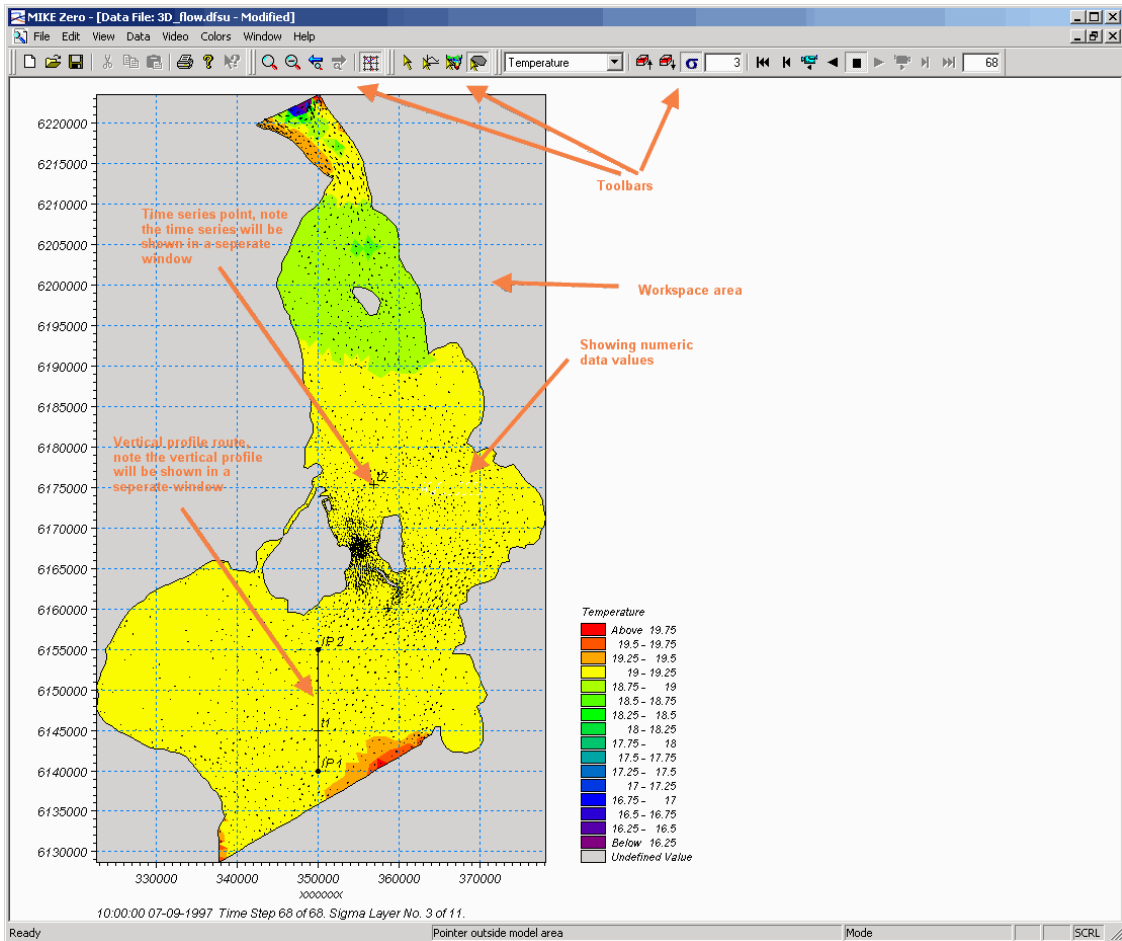 MIKE Zero - [Data File: 3D_flow.dfsu - Modified]
File Edit View Data Video Colors Window Help
Temperature 3 68
Toolbars
Time series point, note
the time series will be
shown in a seperate
window
Workspace area
Showing numeric
data values
Vertical profile route,
note the vertical profile
will be shown in a
seperate window
6220000
6215000
6210000
6205000
6200000
6195000
6190000
6185000
6180000
6175000
6170000
6165000
6160000
6155000
6150000
6145000
6140000
6135000
6130000
t2
IP 2
t1
IP 1
330000 340000 350000 360000 370000
xxxxxxx
Temperature
Above 19.75
19.5 - 19.75
19.25 - 19.5
19 - 19.25
18.75 - 19
18.5 - 18.75
18.25 - 18.5
18 - 18.25
17.75 - 18
17.5 - 17.75
17.25 - 17.5
17 - 17.25
16.75 - 17
16.5 - 16.75
16.25 - 16.5
Below 16.25
Undefined Value
10:00:00 07-09-1997 Time Step 68 of 68. Sigma Layer No. 3 of 11.
Ready Pointer outside model area Mode SCRL